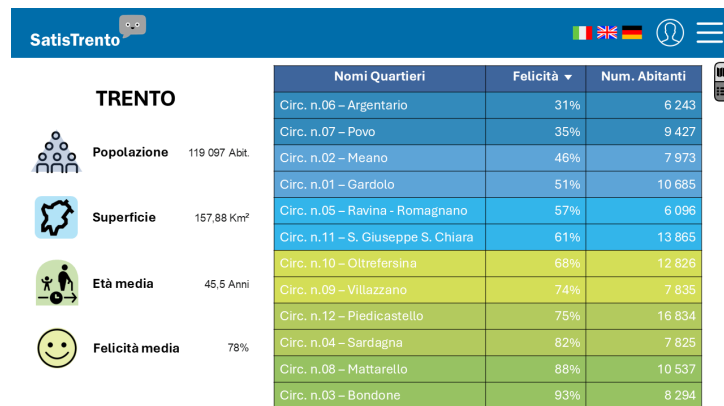 SatisTrento
TRENTO
Popolazione 119 097 Abit.
Superficie 157,88 Km²
Età media 45,5 Anni
Felicità media 78%
Nomi Quartieri Felicità Num. Abitanti
Circ. n.06 – Argentario 31% 6 243
Circ. n.07 – Povo 35% 9 427
Circ. n.02 – Meano 46% 7 973
Circ. n.01 – Gardolo 51% 10 685
Circ. n.05 – Ravina - Romagnano 57% 6 096
Circ. n.11 – S. Giuseppe S. Chiara 61% 13 865
Circ. n.10 – Oltrefersina 68% 12 826
Circ. n.09 – Villazzano 74% 7 835
Circ. n.12 – Piedicastello 75% 16 834
Circ. n.04 – Sardagna 82% 7 825
Circ. n.08 – Mattarello 88% 10 537
Circ. n.03 – Bondone 93% 8 294